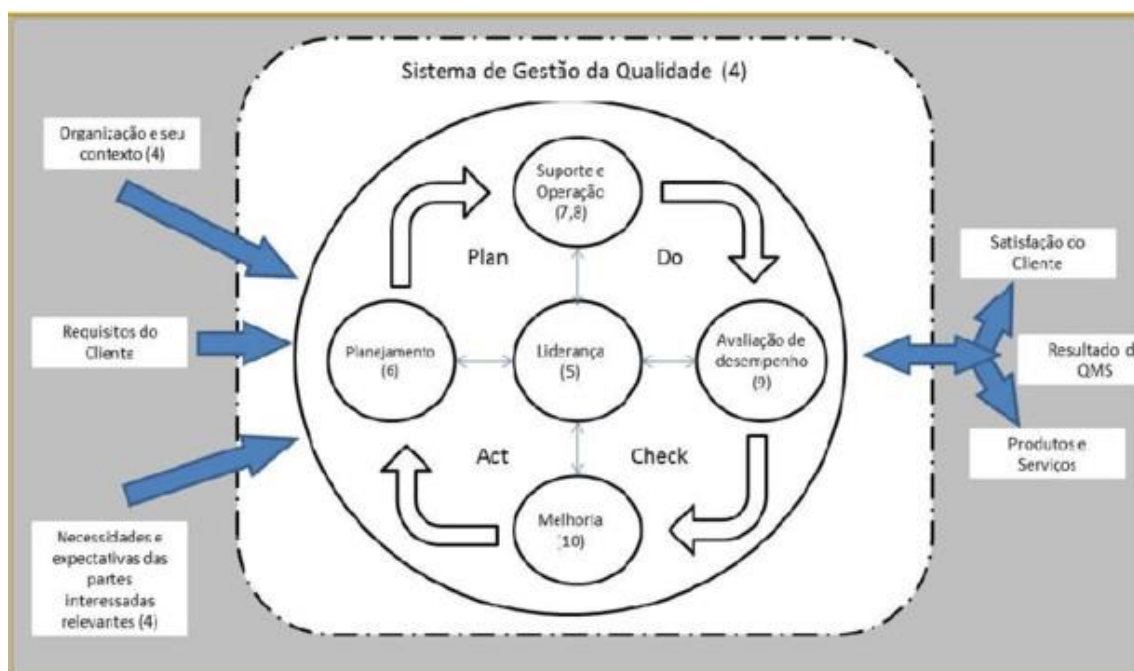 Sistema de Gestão da Qualidade (4)
Organização e seu
contexto (4)
Requisitos do
Cliente
Necessidades e
expectativas das
partes
interessadas
relevantes (4)
Suporte e
Operação
(7,8)
Plan
Do
Planejamento
(6)
Liderança
(5)
Avaliação de
desempenho
(9)
Act
Check
Melhoria
(10)
Satisfação co
Cliente
Resultado d
QMS
Produtos e
Serviços